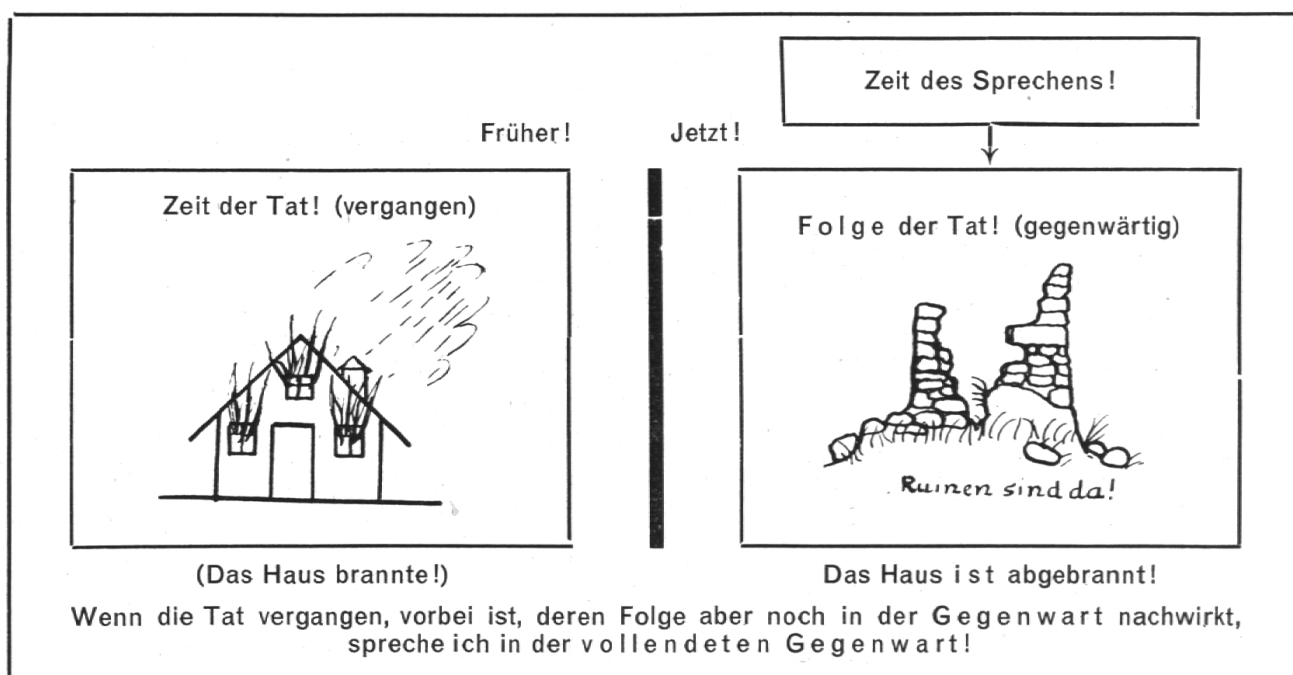 Zeit des Sprechens!
Früher!
Jetzt!
Zeit der Tat! (vergangen)
Folge der Tat! (gegenwärtig)
Ruinen sind da!
(Das Haus brannte!)
Das Haus ist abgebrannt!
Wenn die Tat vergangen, vorbei ist, deren Folge aber noch in der Gegenwart nachwirkt,
spreche ich in der vollendeten Gegenwart!